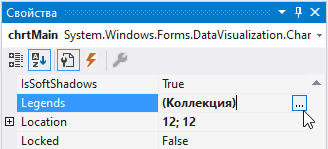 Свойства
chrtMain System.Windows.Forms.DataVisualization.Char
IsSoftShadows True
Legends (Коллекция) ...
Location 12; 12
Locked False